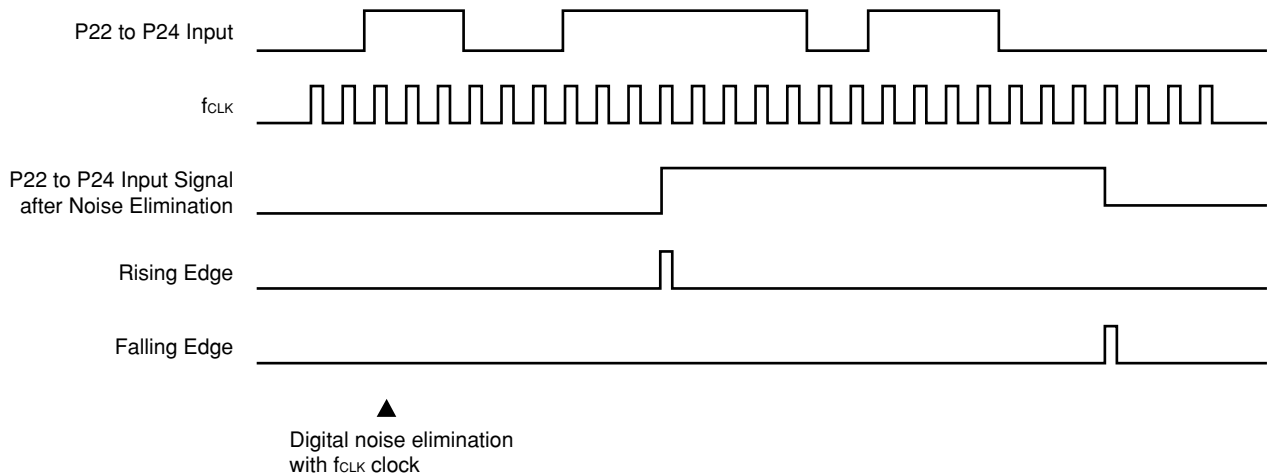 P22 to P24 Input
fCLK
P22 to P24 Input Signal
after Noise Elimination
Rising Edge
Falling Edge
Digital noise elimination
with fCLK clock